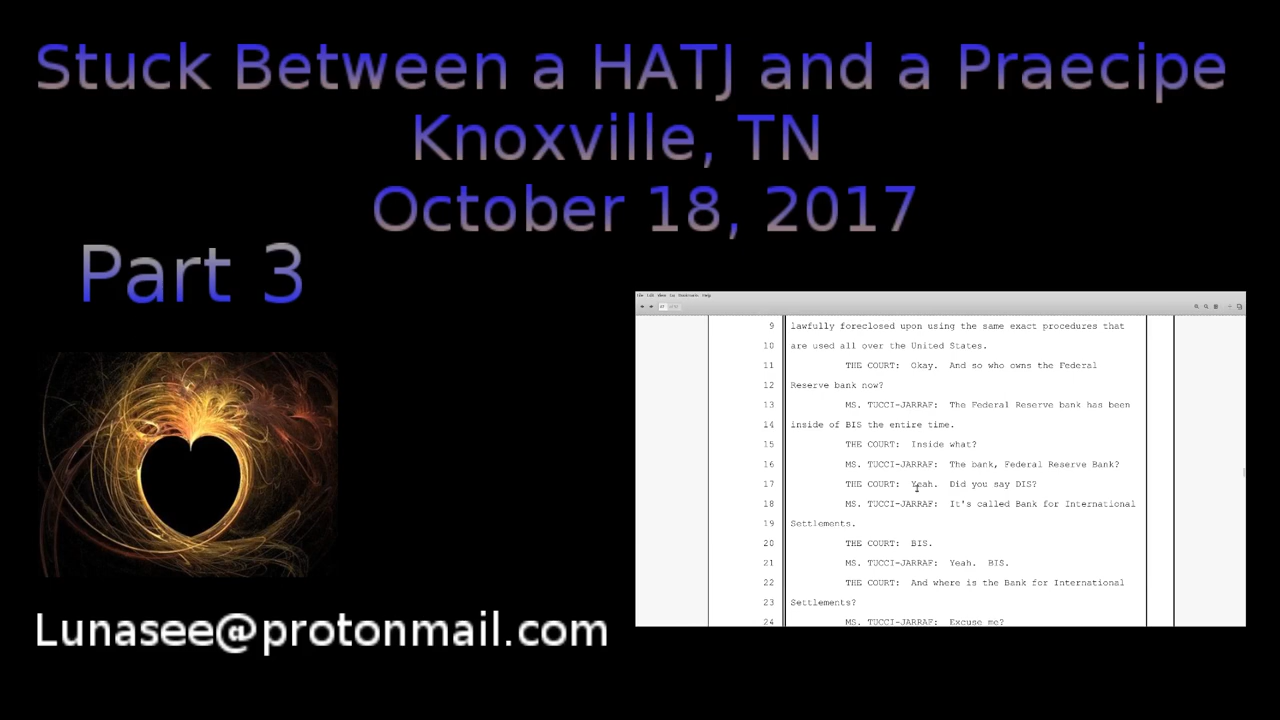 Stuck Between a HATJ and a Praecipe
Knoxville, TN
October 18, 2017
Part 3
9 lawfully foreclosed upon using the same exact procedures that
10 are used all over the United States.
11 THE COURT: Okay. And so who owns the Federal
12 Reserve bank now?
13 MS. TUCCI-JARRAF: The Federal Reserve bank has been
14 inside of BIS the entire time.
15 THE COURT: Inside what?
16 MS. TUCCI-JARRAF: The bank, Federal Reserve Bank?
17 THE COURT: Yeah. Did you say DIS?
18 MS. TUCCI-JARRAF: It's called Bank for International
19 Settlements.
20 THE COURT: BIS.
21 MS. TUCCI-JARRAF: Yeah. BIS.
22 THE COURT: And where is the Bank for International
23 Settlements?
24 MS. TUCCI-JARRAF: Excuse me?
Lunasee@protonmail.com